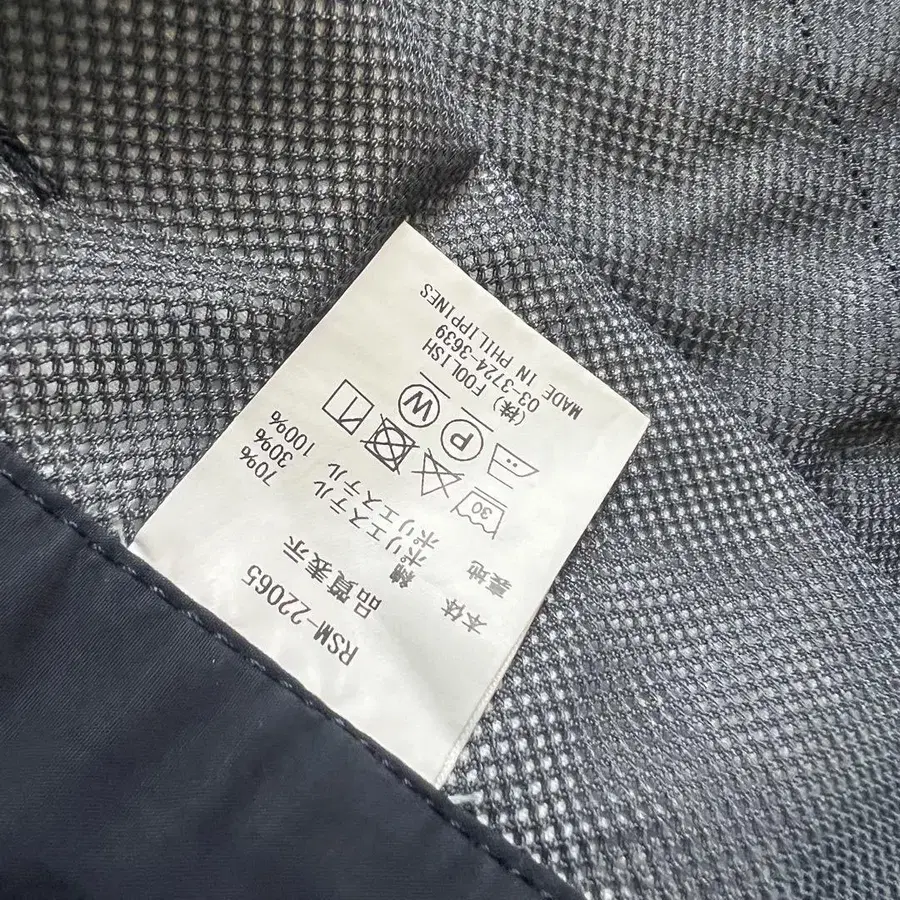 RSM-22065
品質表示
本体 綿 70%
ポリエステル 30%
裏地 ポリエステル 100%
30
P W
(株) FOOLISH
03-3724-3639
MADE IN PHILIPPINES